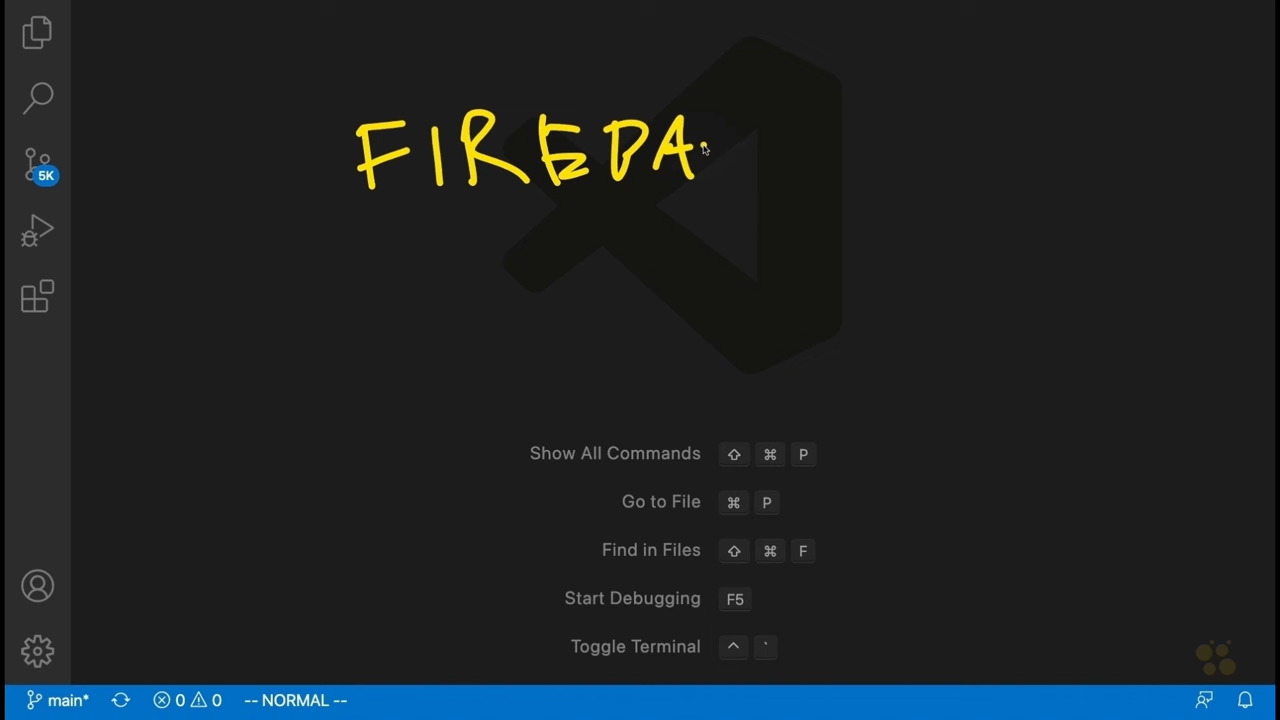 FIREBA
5K
Show All Commands ⇧ ⌘ P
Go to File ⌘ P
Find in Files ⇧ ⌘ F
Start Debugging F5
Toggle Terminal ^ `
main* 0 0 -- NORMAL --